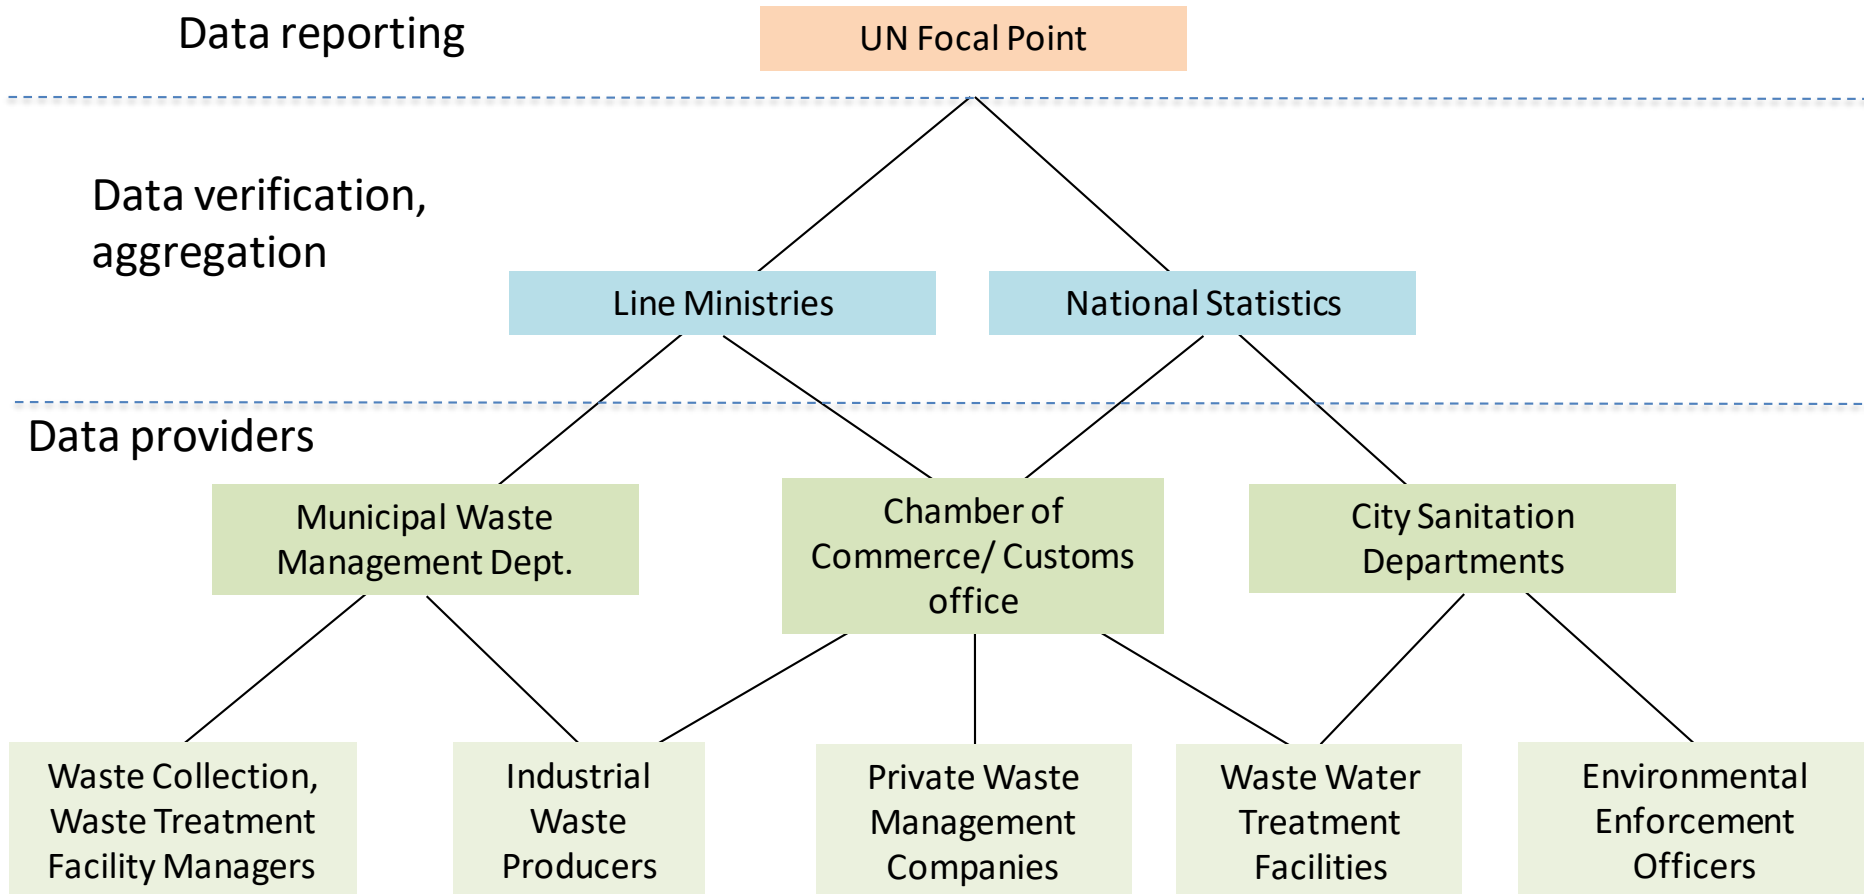 Data reporting
UN Focal Point
Data verification,
aggregation
Line Ministries
National Statistics
Data providers
Municipal Waste
Management Dept.
Chamber of
Commerce/ Customs
office
City Sanitation
Departments
Waste Collection,
Waste Treatment
Facility Managers
Industrial
Waste
Producers
Private Waste
Management
Companies
Waste Water
Treatment
Facilities
Environmental
Enforcement
Officers